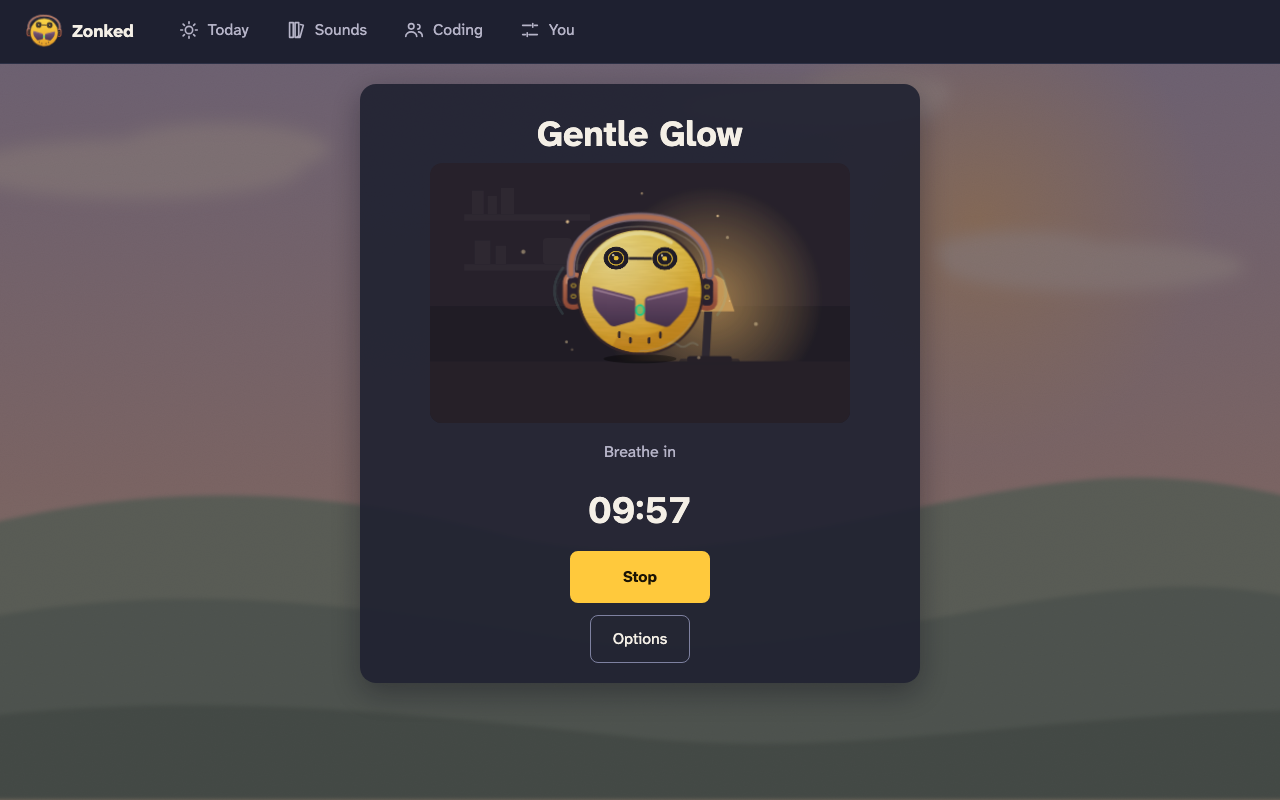 Zonked
Today
Sounds
Coding
You
Gentle Glow
Breathe in
09:57
Stop
Options